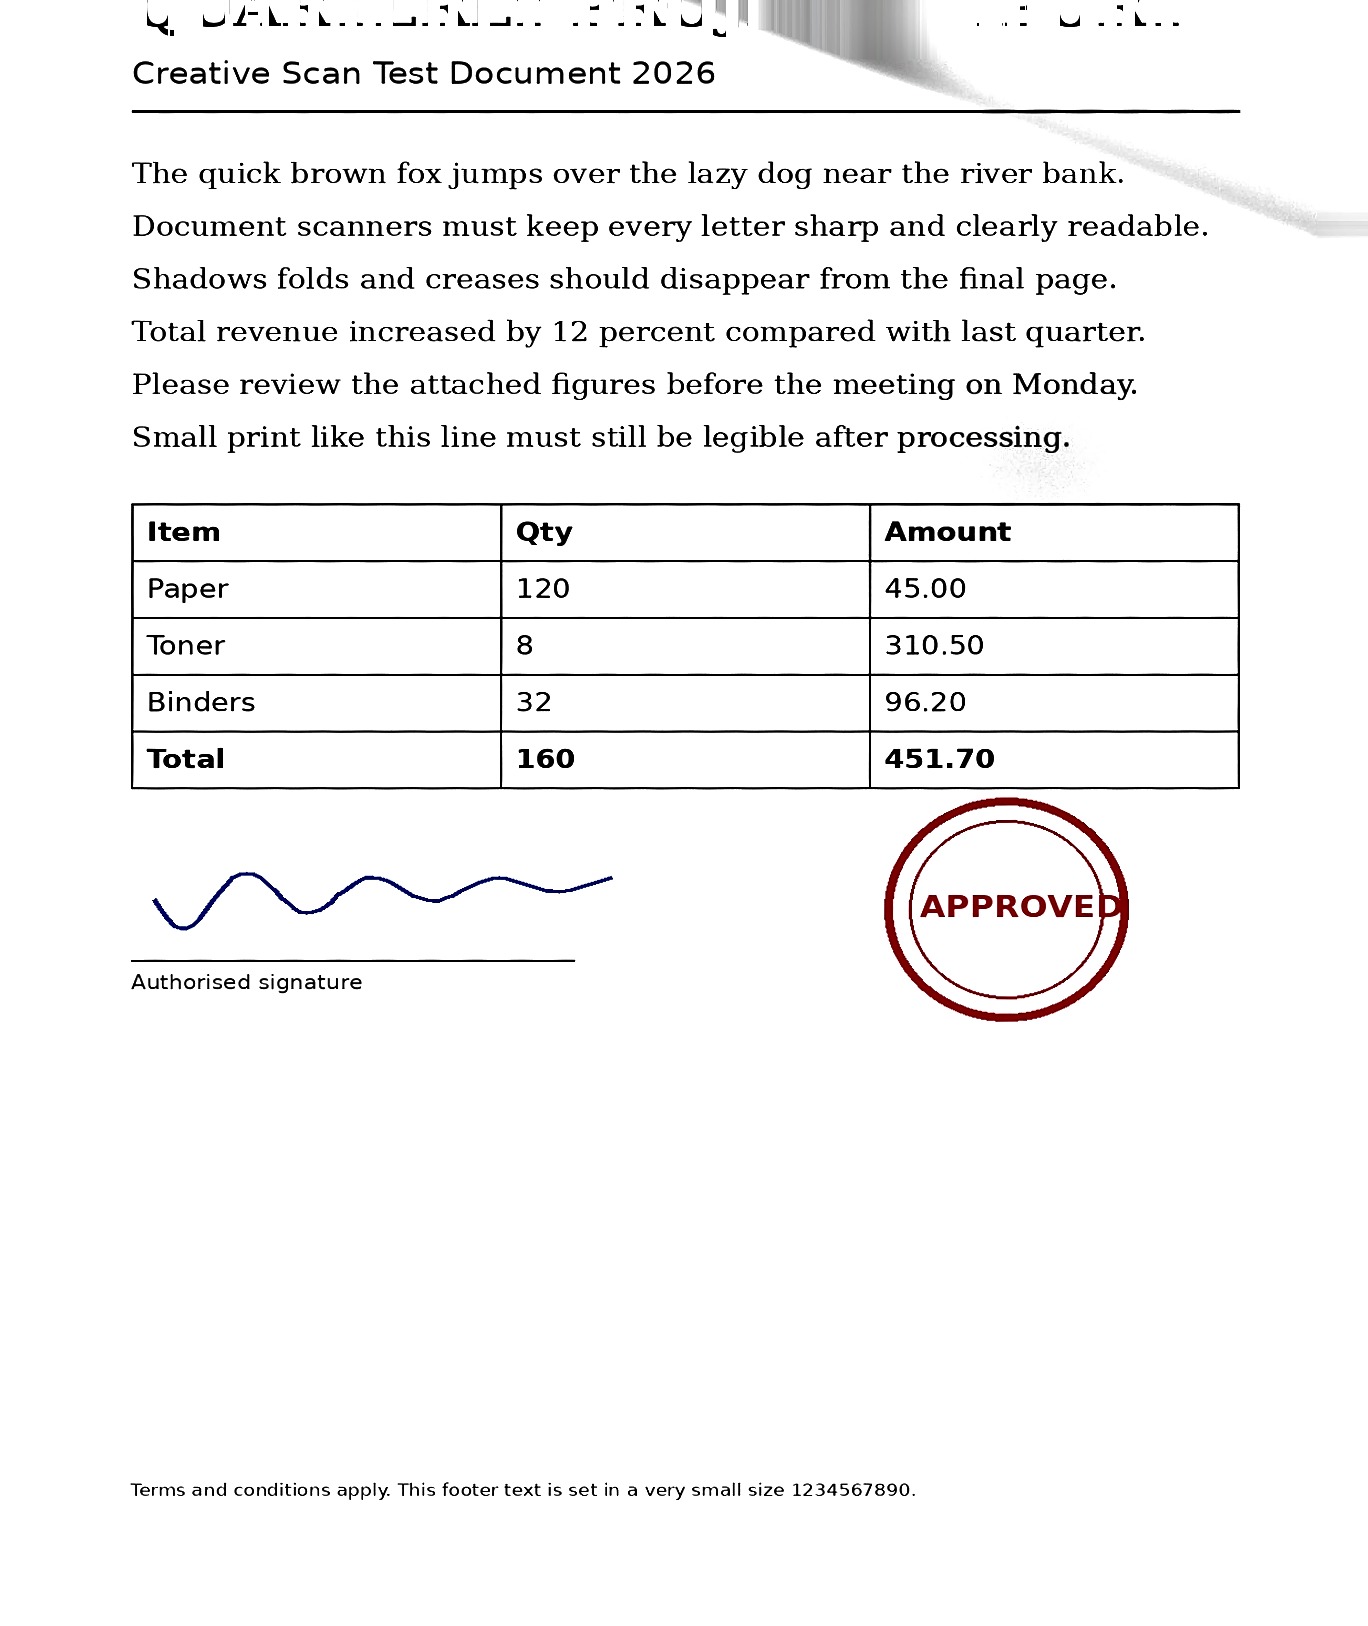 Creative Scan Test Document 2026
The quick brown fox jumps over the lazy dog near the river bank.
Document scanners must keep every letter sharp and clearly readable.
Shadows folds and creases should disappear from the final page.
Total revenue increased by 12 percent compared with last quarter.
Please review the attached figures before the meeting on Monday.
Small print like this line must still be legible after processing.
Item Qty Amount
Paper 120 45.00
Toner 8 310.50
Binders 32 96.20
Total 160 451.70
APPROVED
Authorised signature
Terms and conditions apply. This footer text is set in a very small size 1234567890.